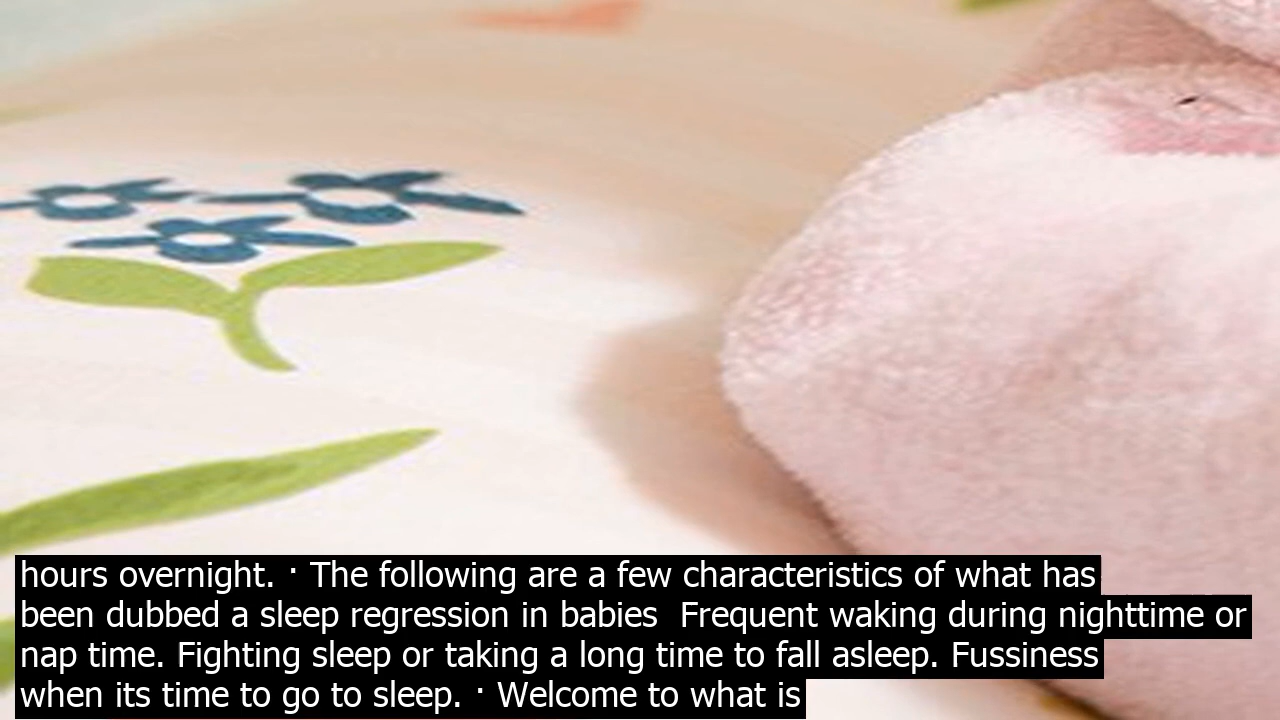 hours overnight. · The following are a few characteristics of what has
been dubbed a sleep regression in babies  Frequent waking during nighttime or
nap time. Fighting sleep or taking a long time to fall asleep. Fussiness
when its time to go to sleep. · Welcome to what is